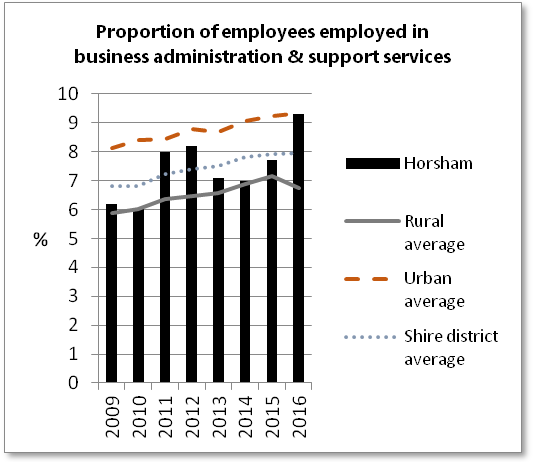 Proportion of employees employed in
business administration & support services
10
9
8
7
6
5
4
3
2
1
0
%
2009
2010
2011
2012
2013
2014
2015
2016
Horsham
Rural
average
Urban
average
Shire district
average